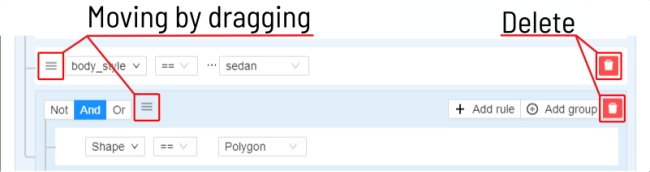 Moving by dragging
Delete
body_style == ... sedan
Not And Or + Add rule Add group
Shape == Polygon